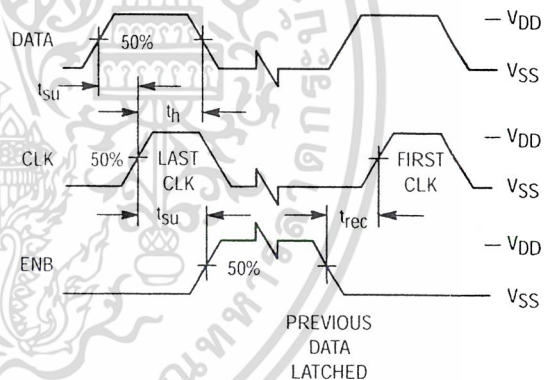 DATA
50%
VDD
VSS
tsu
th
CLK
50%
LAST
CLK
FIRST
CLK
VDD
VSS
tsu
trec
ENB
50%
VDD
VSS
PREVIOUS
DATA
LATCHED